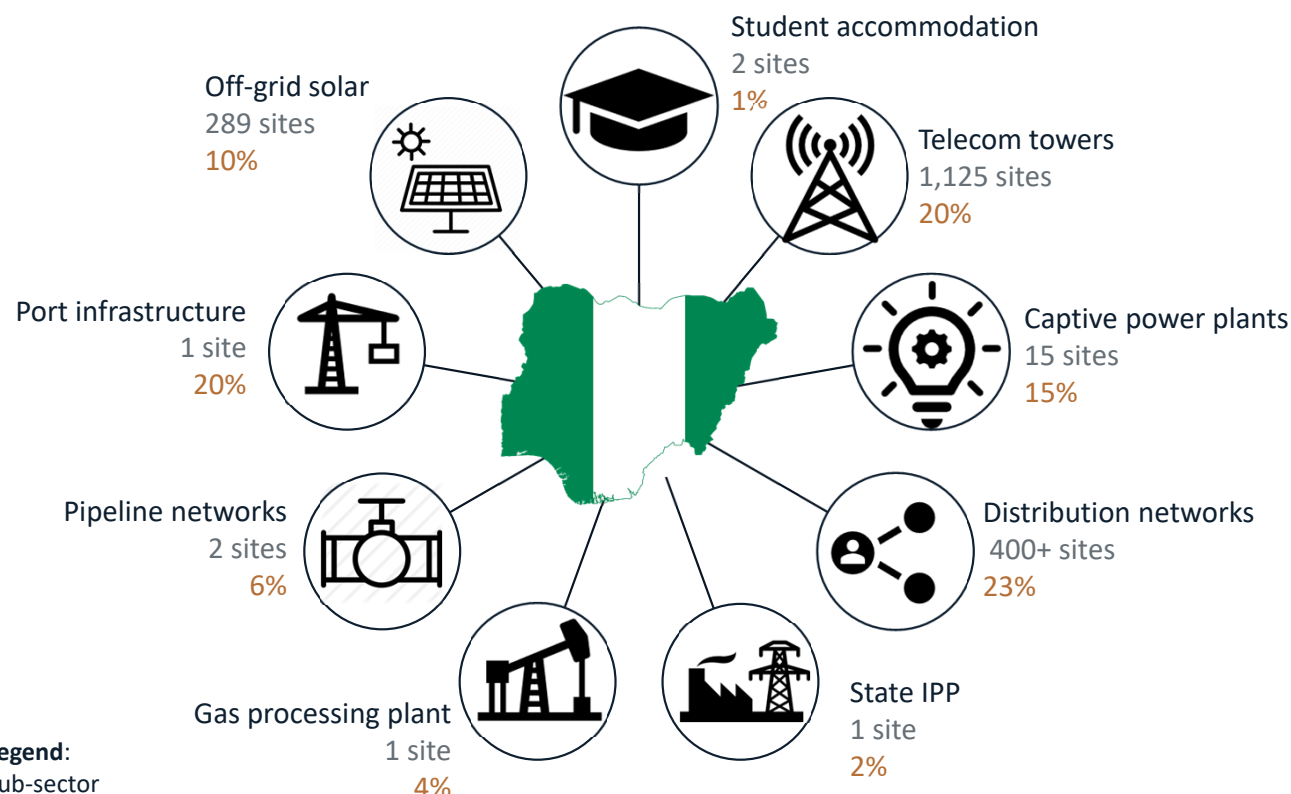 Student accommodation
2 sites
1%
Off-grid solar
289 sites
10%
Telecom towers
1,125 sites
20%
Port infrastructure
1 site
20%
Captive power plants
15 sites
15%
Pipeline networks
2 sites
6%
Distribution networks
400+ sites
23%
Gas processing plant
1 site
4%
State IPP
1 site
2%
egend:
ub-sector